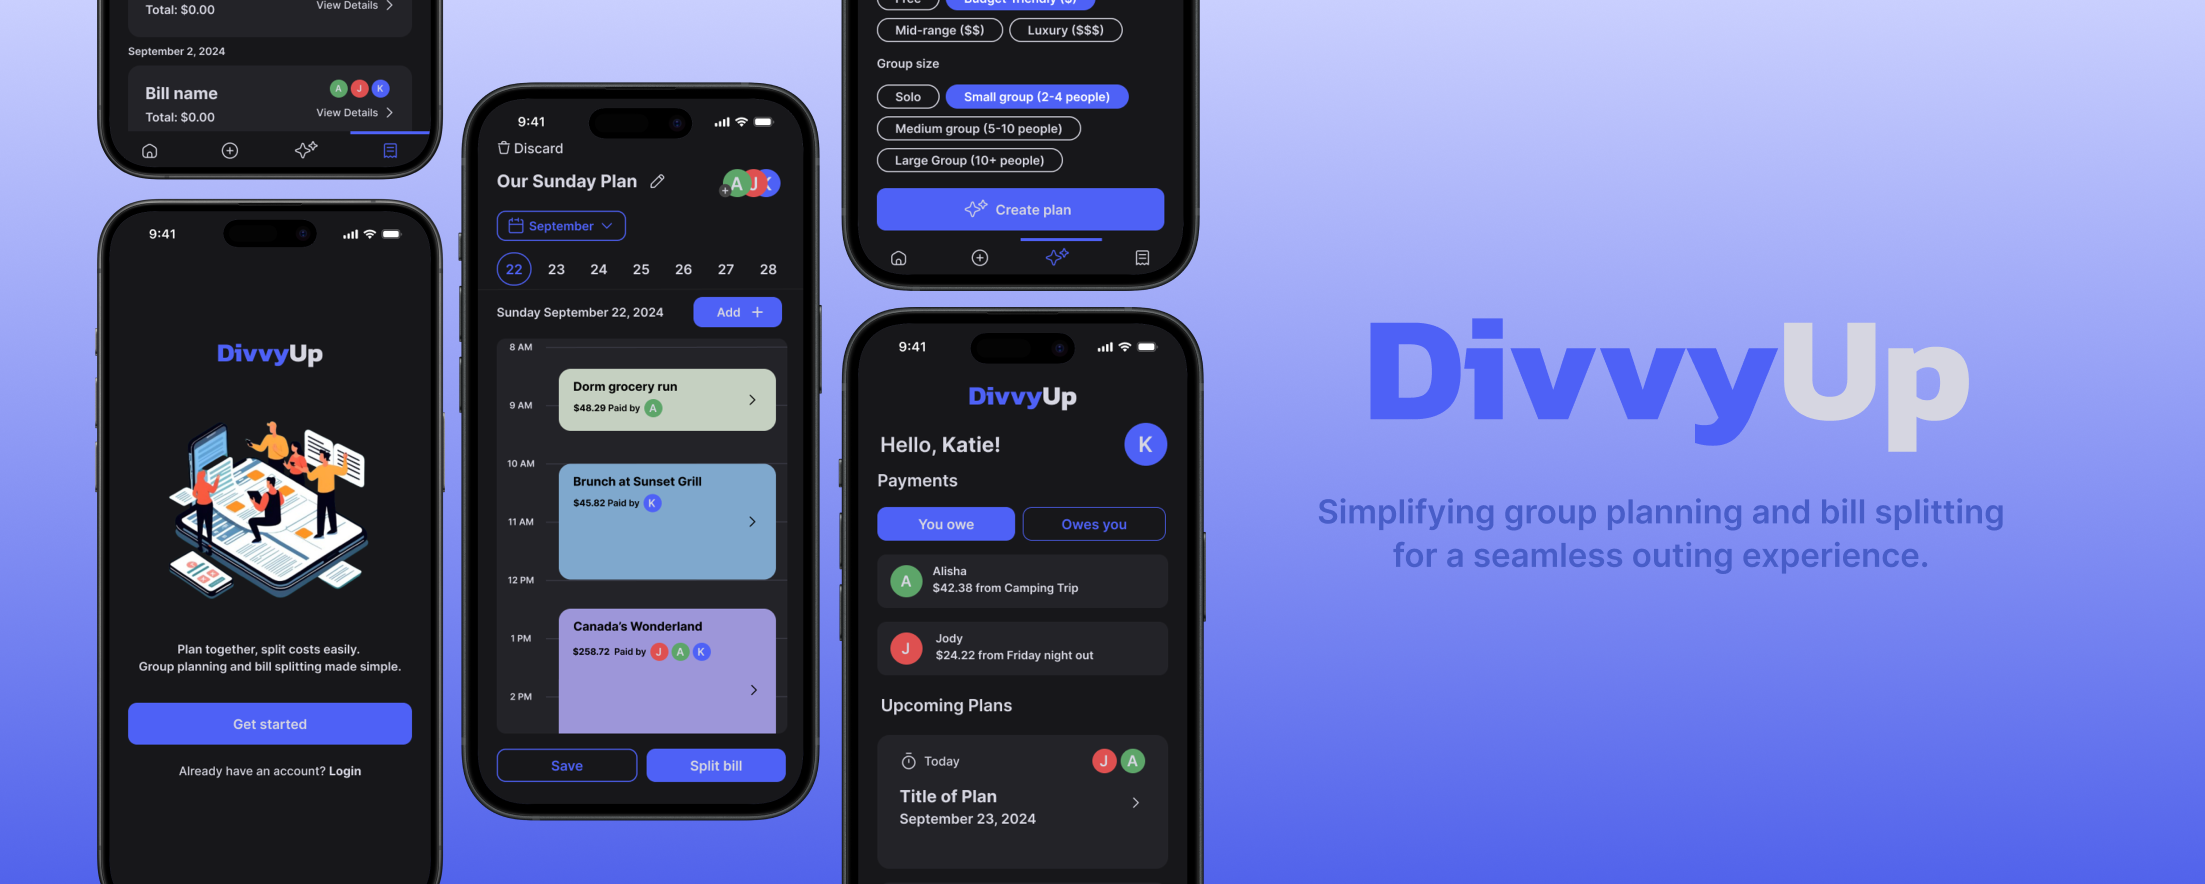 Total: $0.00
View Details
September 2, 2024
Bill name
A J K
Total: $0.00
View Details
9:41
DivvyUp
Plan together, split costs easily.
Group planning and bill splitting made simple.
Get started
Already have an account? Login
9:41
Discard
Our Sunday Plan
+ A J K
September
22 23 24 25 26 27 28
Sunday September 22, 2024
Add +
8 AM
Dorm grocery run
9 AM
$48.29 Paid by A
10 AM
Brunch at Sunset Grill
$45.82 Paid by K
11 AM
12 PM
Canada's Wonderland
1 PM
$258.72 Paid by J A K
2 PM
Save
Split bill
Free
Budget-friendly ($)
Mid-range ($$)
Luxury ($$$)
Group size
Solo
Small group (2-4 people)
Medium group (5-10 people)
Large Group (10+ people)
Create plan
9:41
DivvyUp
Hello, Katie!
K
Payments
You owe
Owes you
A
Alisha
$42.38 from Camping Trip
J
Jody
$24.22 from Friday night out
Upcoming Plans
Today
J A
Title of Plan
September 23, 2024
DivvyUp
Simplifying group planning and bill splitting
for a seamless outing experience.